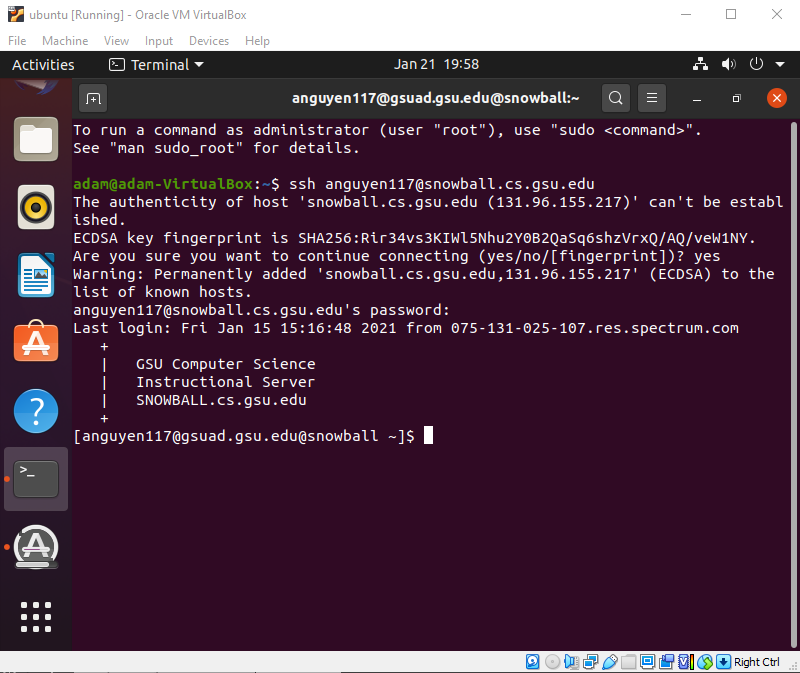 ubuntu [Running] - Oracle VM VirtualBox
File Machine View Input Devices Help
Activities Terminal Jan 21 19:58
anguyen117@gsuad.gsu.edu@snowball:~
To run a command as administrator (user "root"), use "sudo <command>".
See "man sudo_root" for details.
adam@adam-VirtualBox:~$ ssh anguyen117@snowball.cs.gsu.edu
The authenticity of host 'snowball.cs.gsu.edu (131.96.155.217)' can't be establ
ished.
ECDSA key fingerprint is SHA256:Rir34vs3KIWl5Nhu2Y0B2QaSq6shzVrxQ/AQ/veW1NY.
Are you sure you want to continue connecting (yes/no/[fingerprint])? yes
Warning: Permanently added 'snowball.cs.gsu.edu,131.96.155.217' (ECDSA) to the
list of known hosts.
anguyen117@snowball.cs.gsu.edu's password:
Last login: Fri Jan 15 15:16:48 2021 from 075-131-025-107.res.spectrum.com
+
| GSU Computer Science
| Instructional Server
| SNOWBALL.cs.gsu.edu
+
[anguyen117@gsuad.gsu.edu@snowball ~]$
Right Ctrl